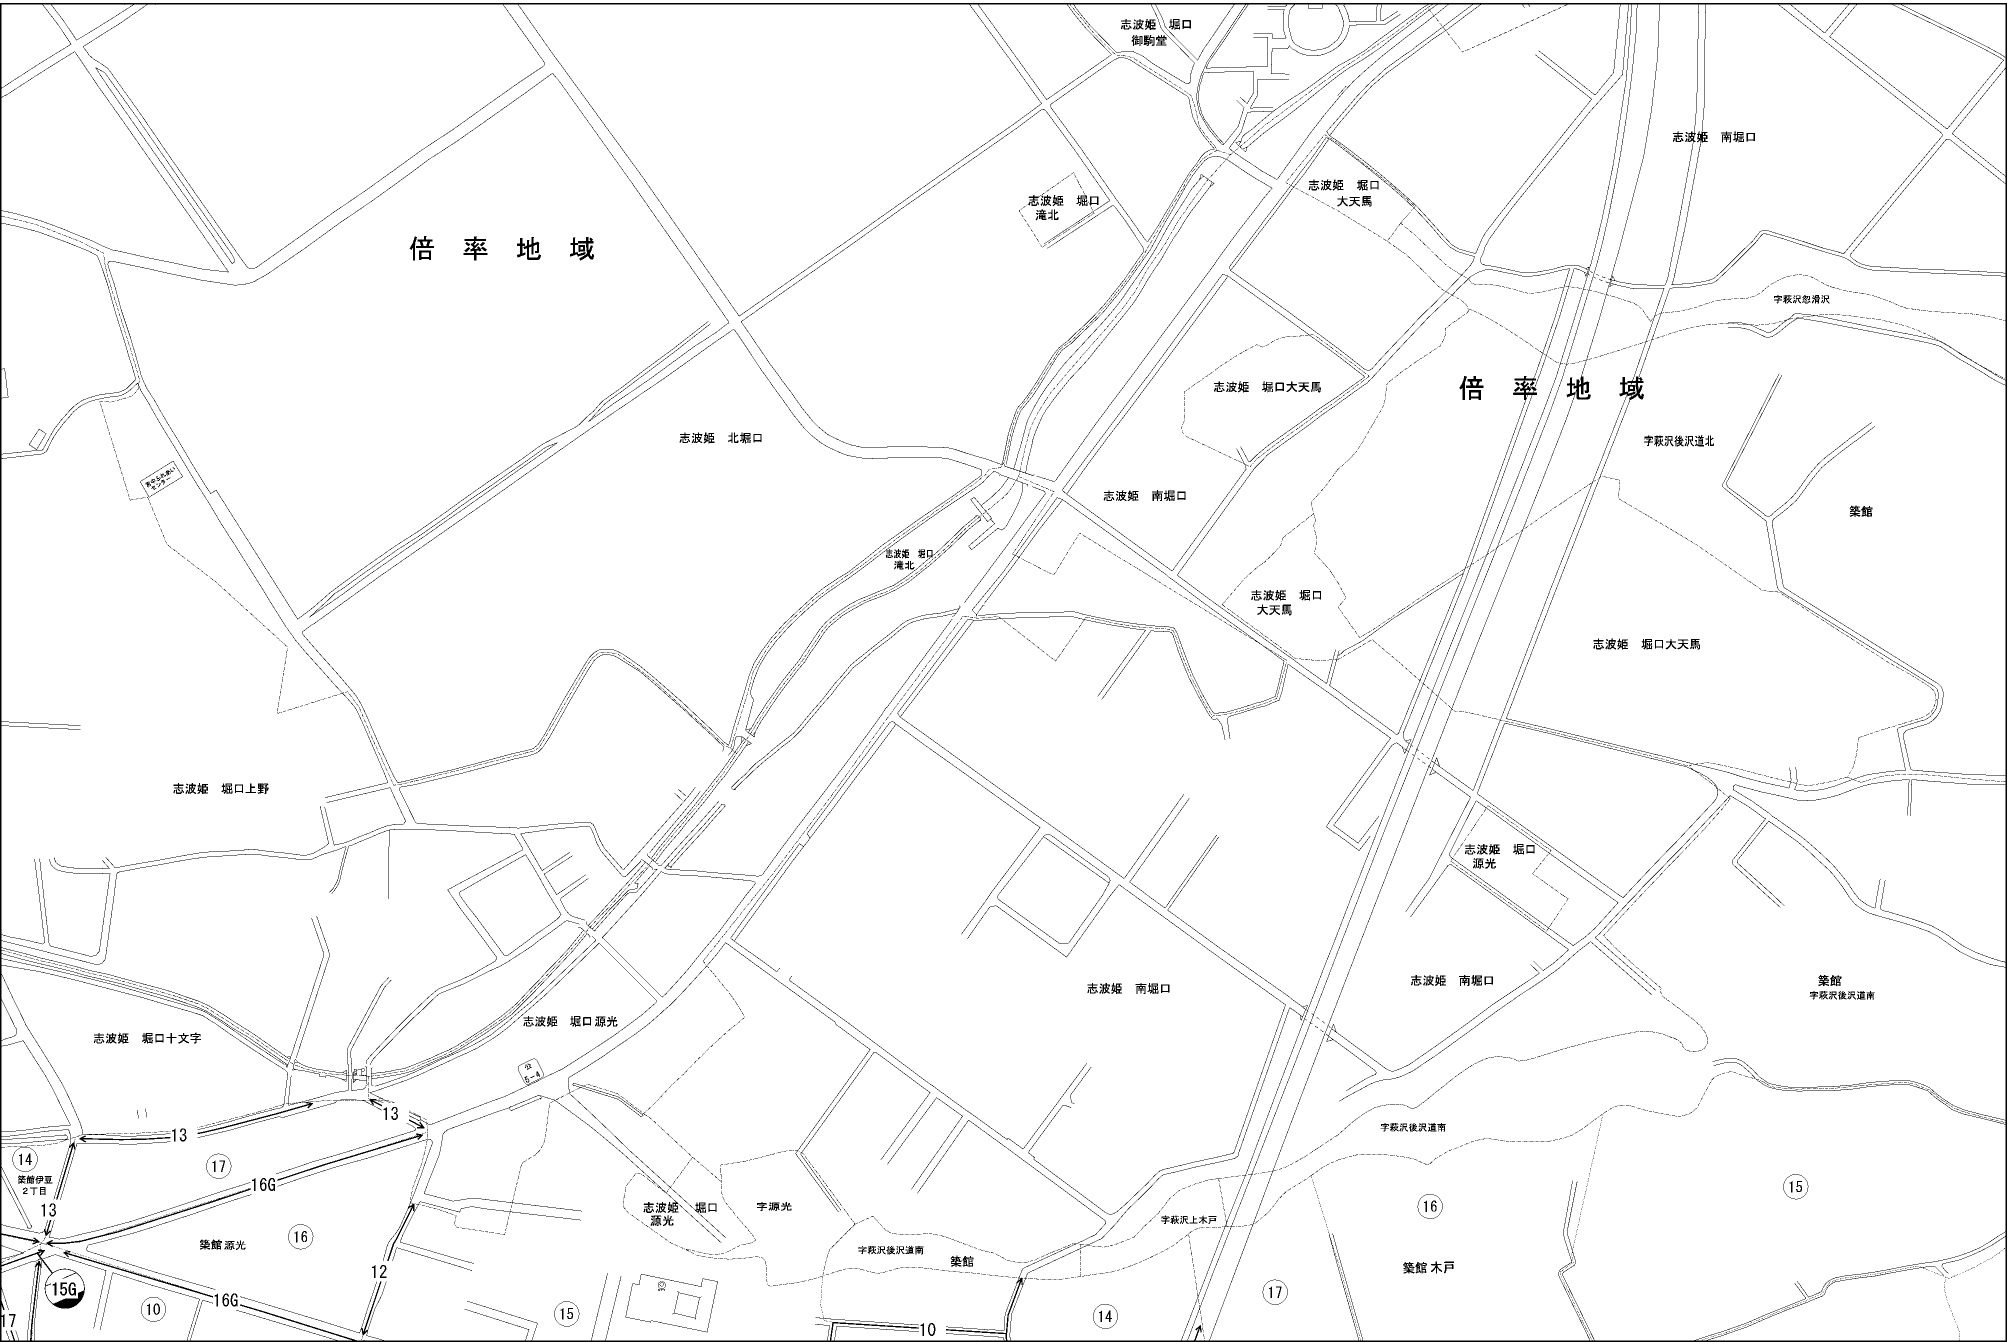 志波姫　堀口
御駒堂
志波姫　南堀口
志波姫　堀口
大天馬
志波姫　堀口
滝北
倍　率　地　域
字萩沢忽滑沢
志波姫　堀口大天馬
倍　率　地　域
志波姫　北堀口
字萩沢後沢道北
志波姫　南堀口
築館
志波姫　堀口
滝北
志波姫　堀口
大天馬
志波姫　堀口大天馬
志波姫　堀口上野
志波姫　堀口
源光
志波姫　南堀口
志波姫　南堀口
築館
字萩沢後沢道南
志波姫　堀口源光
志波姫　堀口十文字
公
5-4
13
13
字萩沢後沢道南
14
17
築館伊豆
2丁目
16G
15
13
志波姫　堀口
源光
字源光
字萩沢上木戸
16
築館源光
16
字萩沢後沢道南
築館
築館 木戸
12
15G
16G
10
15
17
10
14
17